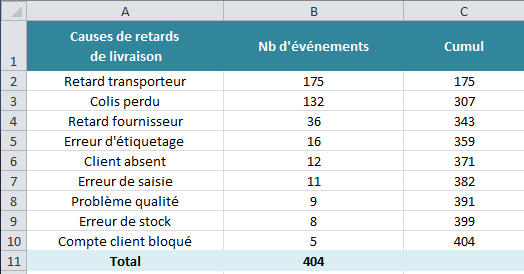 A B C
1 Causes de retards
de livraison Nb d'événements Cumul
2 Retard transporteur 175 175
3 Colis perdu 132 307
4 Retard fournisseur 36 343
5 Erreur d'étiquetage 16 359
6 Client absent 12 371
7 Erreur de saisie 11 382
8 Problème qualité 9 391
9 Erreur de stock 8 399
10 Compte client bloqué 5 404
11 Total 404